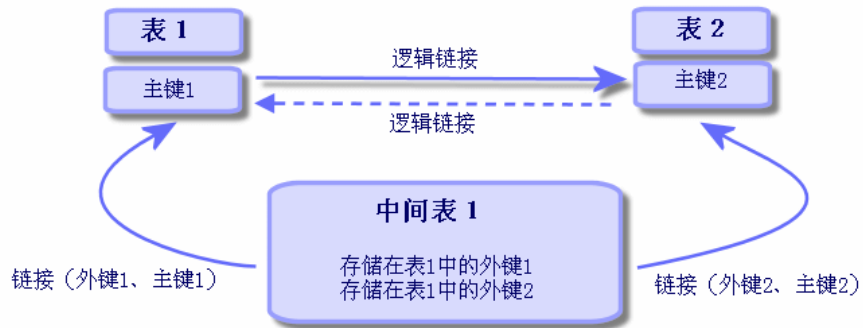 表 1
表 2
主键1
逻辑链接
主键2
逻辑链接
中间表 1
存储在表1中的外键1
存储在表1中的外键2
链接（外键1、主键1）
链接（外键2、主键2）